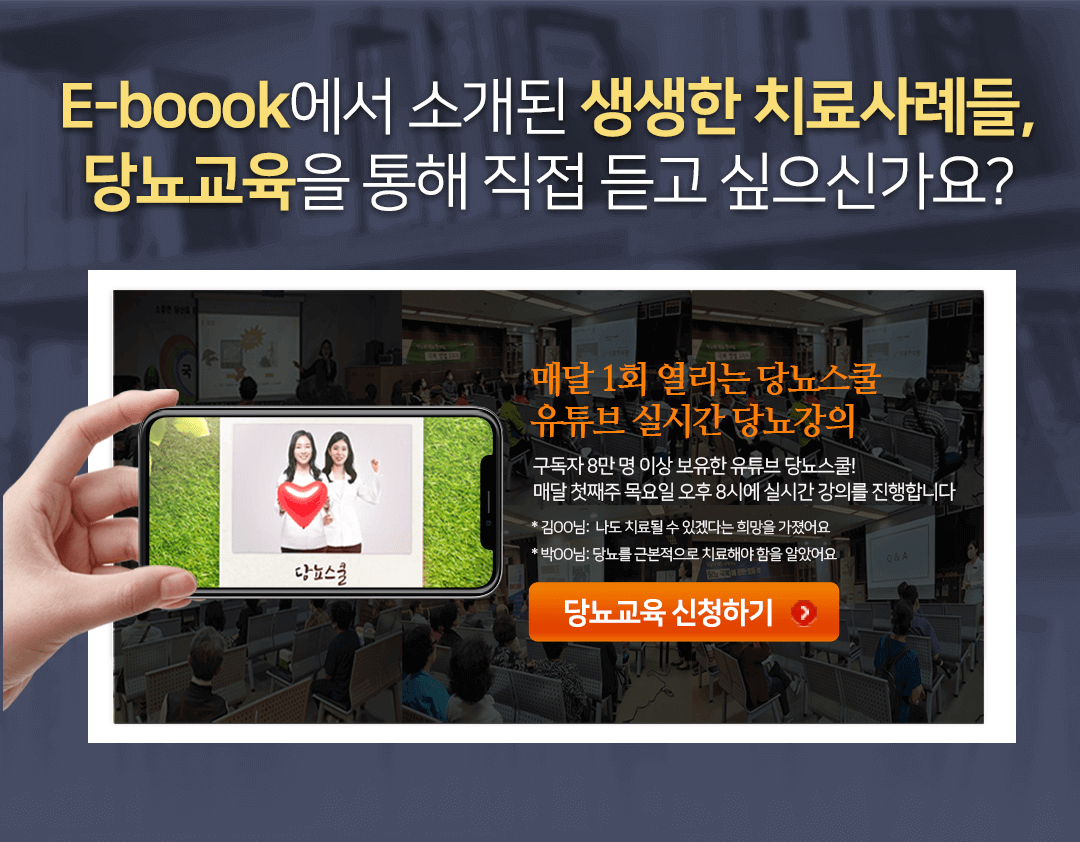 E-boook에서 소개된 생생한 치료사례들,
당뇨교육을 통해 직접 듣고 싶으신가요?
매달 1회 열리는 당뇨스쿨
유튜브 실시간 당뇨강의
구독자 8만 명 이상 보유한 유튜브 당뇨스쿨!
매달 첫째주 목요일 오후 8시에 실시간 강의를 진행합니다
* 김OO님: 나도 치료될 수 있겠다는 희망을 가졌어요
* 박OO님: 당뇨를 근본적으로 치료해야 함을 알았어요
당뇨교육 신청하기
당뇨스쿨
Q & A
국